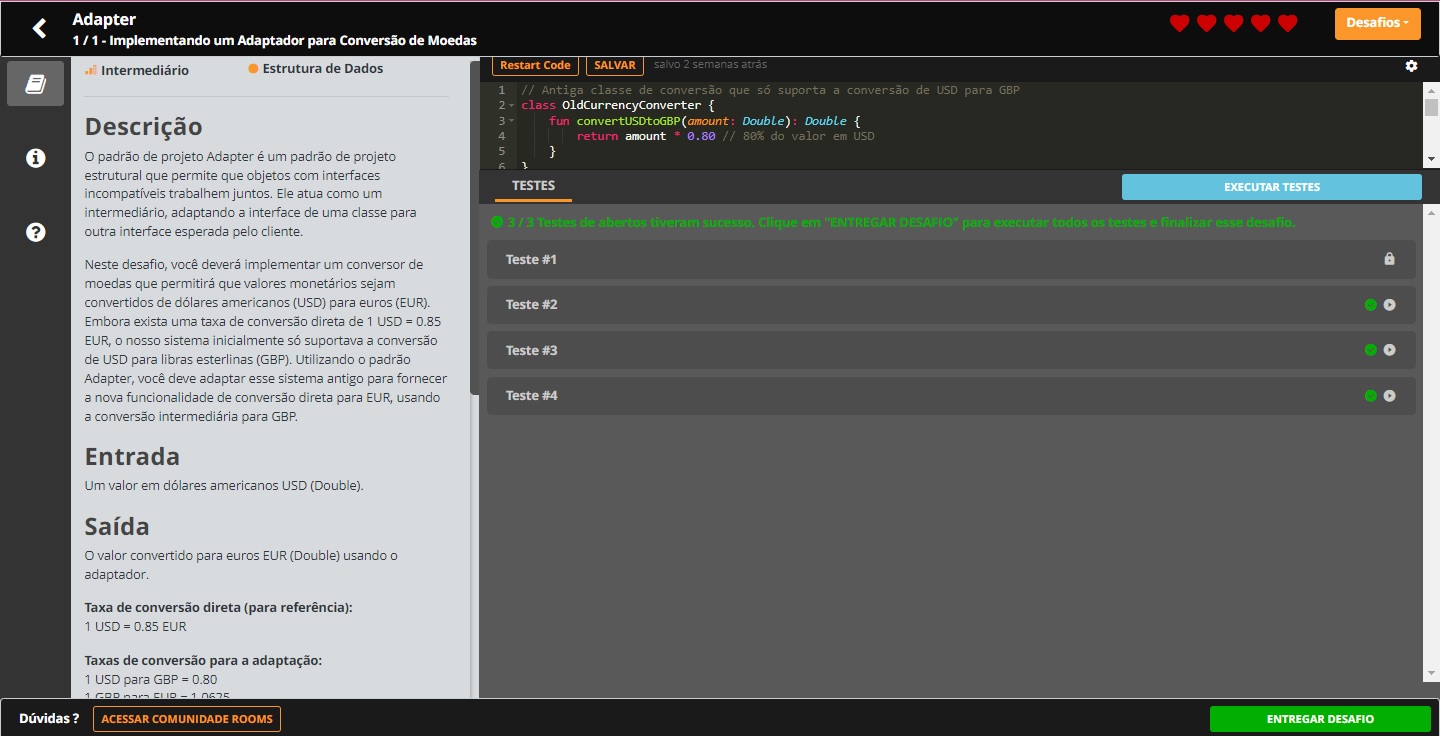 Adapter
1 / 1 - Implementando um Adaptador para Conversão de Moedas
Desafios
Intermediário
Estrutura de Dados
Descrição
O padrão de projeto Adapter é um padrão de projeto
estrutural que permite que objetos com interfaces
incompatíveis trabalhem juntos. Ele atua como um
intermediário, adaptando a interface de uma classe para
outra interface esperada pelo cliente.
Neste desafio, você deverá implementar um conversor de
moedas que permitirá que valores monetários sejam
convertidos de dólares americanos (USD) para euros (EUR).
Embora exista uma taxa de conversão direta de 1 USD = 0.85
EUR, o nosso sistema inicialmente só suportava a conversão
de USD para libras esterlinas (GBP). Utilizando o padrão
Adapter, você deve adaptar esse sistema antigo para fornecer
a nova funcionalidade de conversão direta para EUR, usando
a conversão intermediária para GBP.
Entrada
Um valor em dólares americanos USD (Double).
Saída
O valor convertido para euros EUR (Double) usando o
adaptador.
Taxa de conversão direta (para referência):
1 USD = 0.85 EUR
Taxas de conversão para a adaptação:
1 USD para GBP = 0.80
1 GBP para EUR = 1.0625
Restart Code
SALVAR
salvo 2 semanas atrás
1 // Antiga classe de conversão que só suporta a conversão de USD para GBP
2 class OldCurrencyConverter {
3 fun convertUSDtoGBP(amount: Double): Double {
4 return amount * 0.80 // 80% do valor em USD
5 }
6 }
TESTES
EXECUTAR TESTES
3 / 3 Testes de abertos tiveram sucesso. Clique em "ENTREGAR DESAFIO" para executar todos os testes e finalizar esse desafio.
Teste #1
Teste #2
Teste #3
Teste #4
Dúvidas ?
ACESSAR COMUNIDADE ROOMS
ENTREGAR DESAFIO